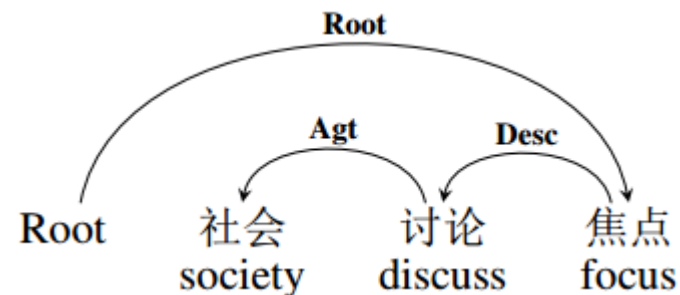 Root
Agt Desc
Root 社会 讨论 焦点
society discuss focus